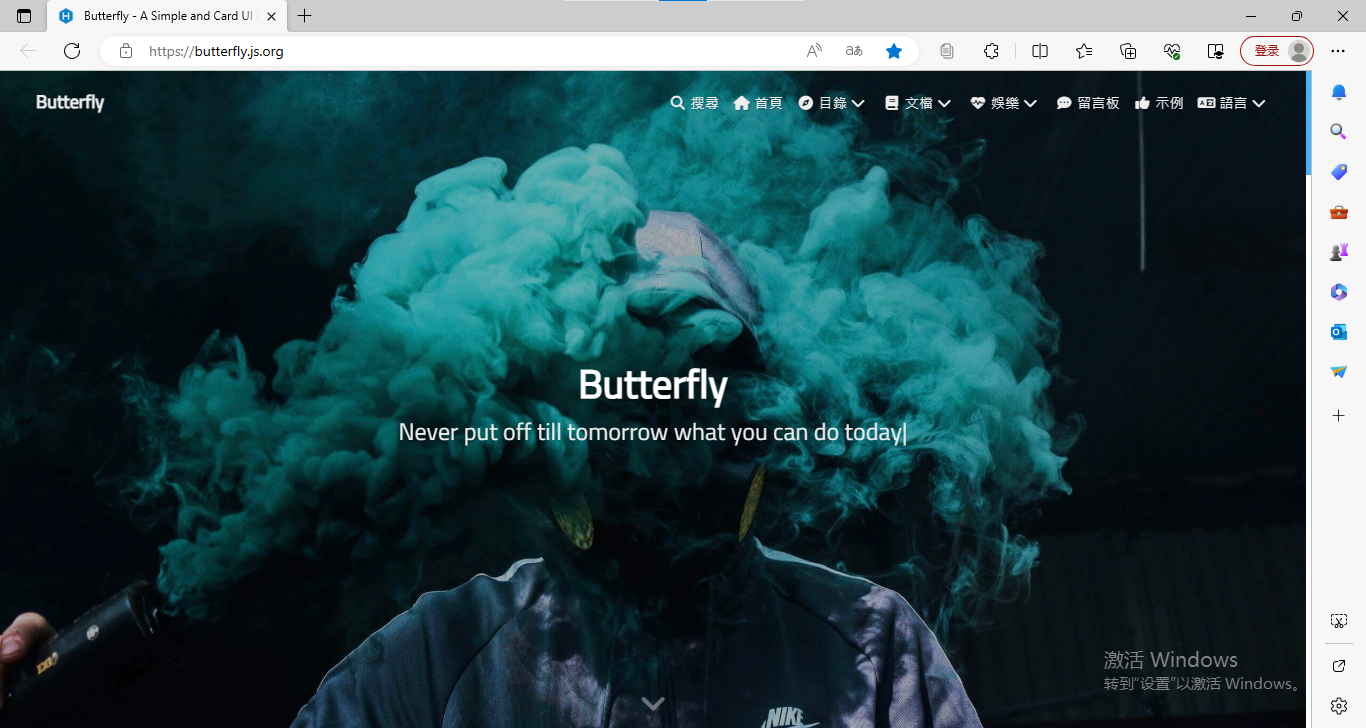 Butterfly - A Simple and Card UI
https://butterfly.js.org
aあ
登录
Butterfly
搜尋 首頁 目錄 文檔 娛樂 留言板 示例 語言
Butterfly
Never put off till tomorrow what you can do today|
NIKE
激活 Windows
转到“设置”以激活 Windows。